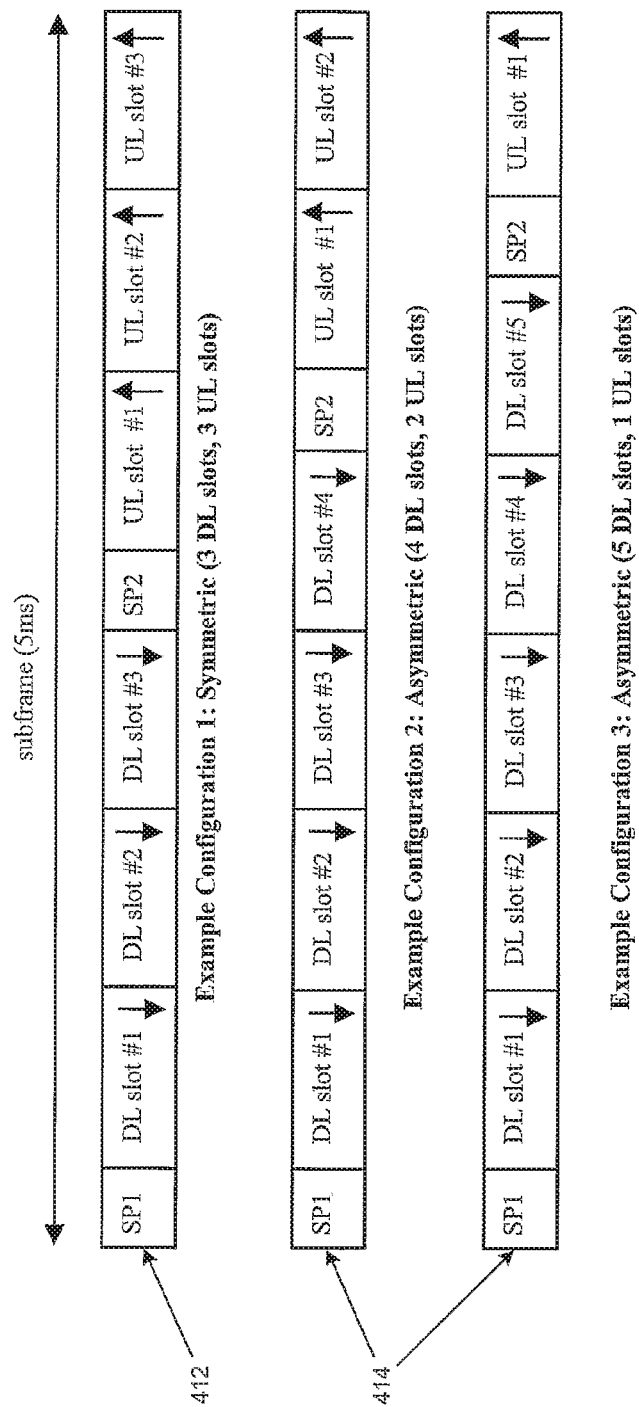 subframe (5ms)
SP1 DL slot #1 DL slot #2 DL slot #3 SP2 UL slot #1 UL slot #2 UL slot #3
412
Example Configuration 1: Symmetric (3 DL slots, 3 UL slots)
SP1 DL slot #1 DL slot #2 DL slot #3 DL slot #4 SP2 UL slot #1 UL slot #2
414
Example Configuration 2: Asymmetric (4 DL slots, 2 UL slots)
SP1 DL slot #1 DL slot #2 DL slot #3 DL slot #4 DL slot #5 SP2 UL slot #1
Example Configuration 3: Asymmetric (5 DL slots, 1 UL slots)